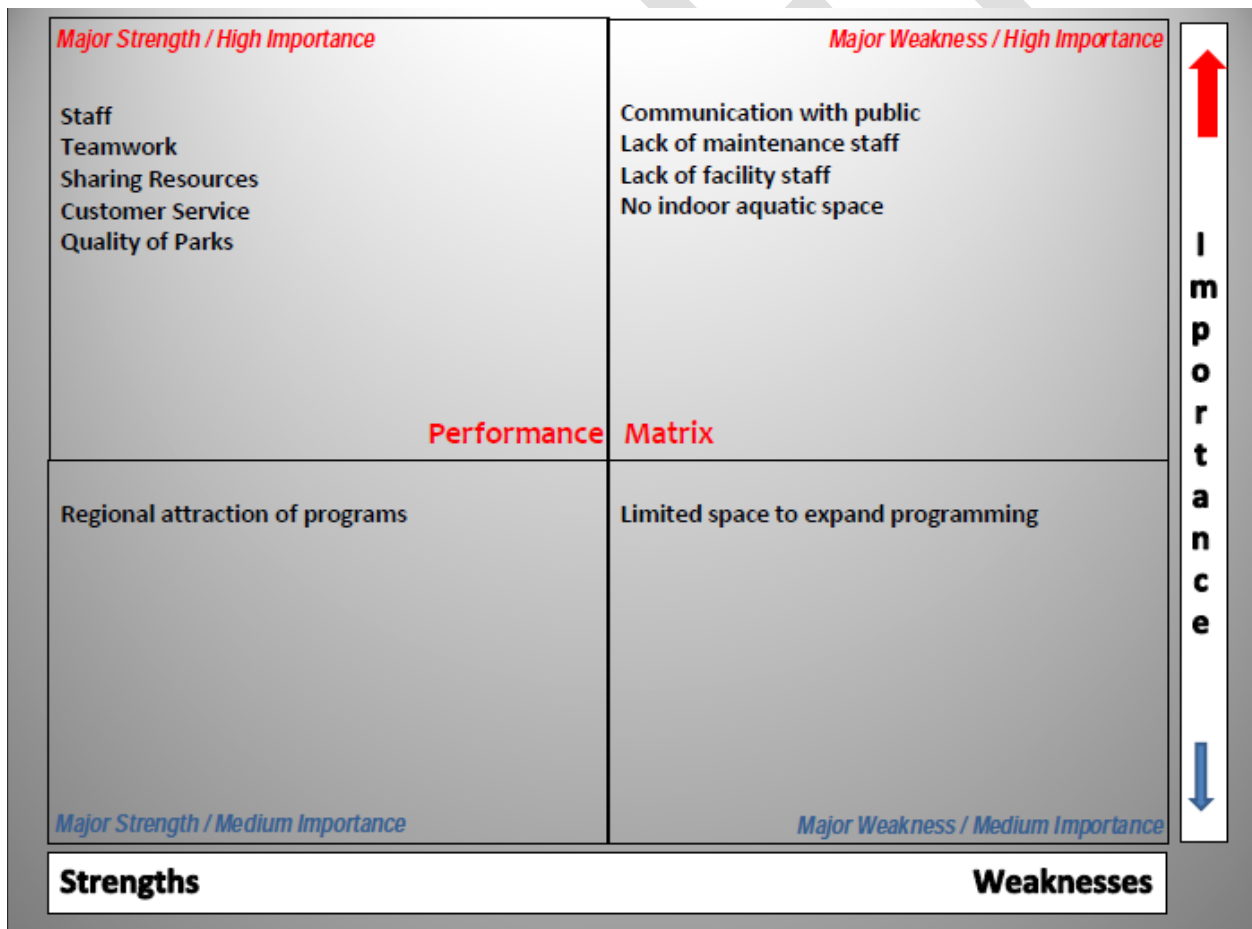 Major Strength / High Importance
Major Weakness / High Importance
Staff
Teamwork
Sharing Resources
Customer Service
Quality of Parks
Communication with public
Lack of maintenance staff
Lack of facility staff
No indoor aquatic space
Performance Matrix
Regional attraction of programs
Limited space to expand programming
Major Strength / Medium Importance
Major Weakness / Medium Importance
Strengths
Weaknesses
Importance